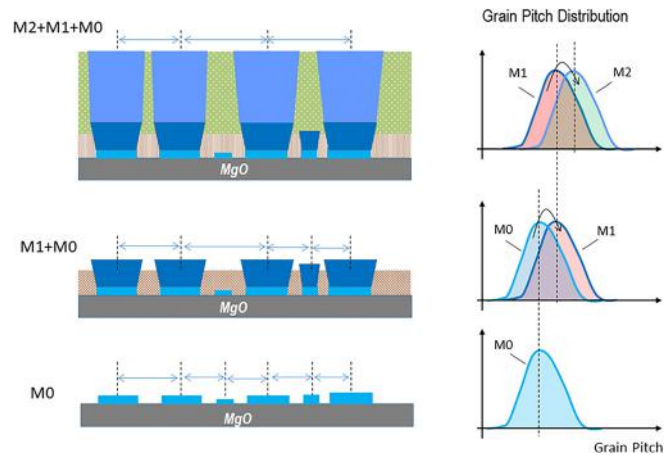 M2+M1+M0
MgO
Grain Pitch Distribution
M1
M2
M1+M0
MgO
M0
M1
M0
MgO
M0
Grain Pitch